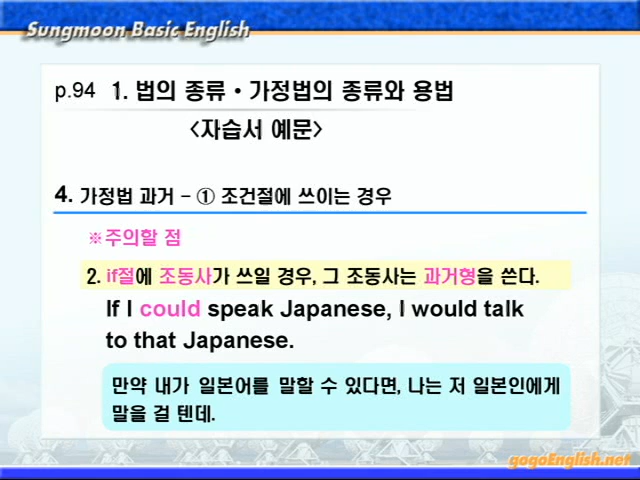 Sungmoon Basic English
p.94 1. 법의 종류 • 가정법의 종류와 용법
<자습서 예문>
4. 가정법 과거 - ① 조건절에 쓰이는 경우
※주의할 점
2. if절에 조동사가 쓰일 경우, 그 조동사는 과거형을 쓴다.
If I could speak Japanese, I would talk
to that Japanese.
만약 내가 일본어를 말할 수 있다면, 나는 저 일본인에게
말을 걸 텐데.
gogoEnglish.net